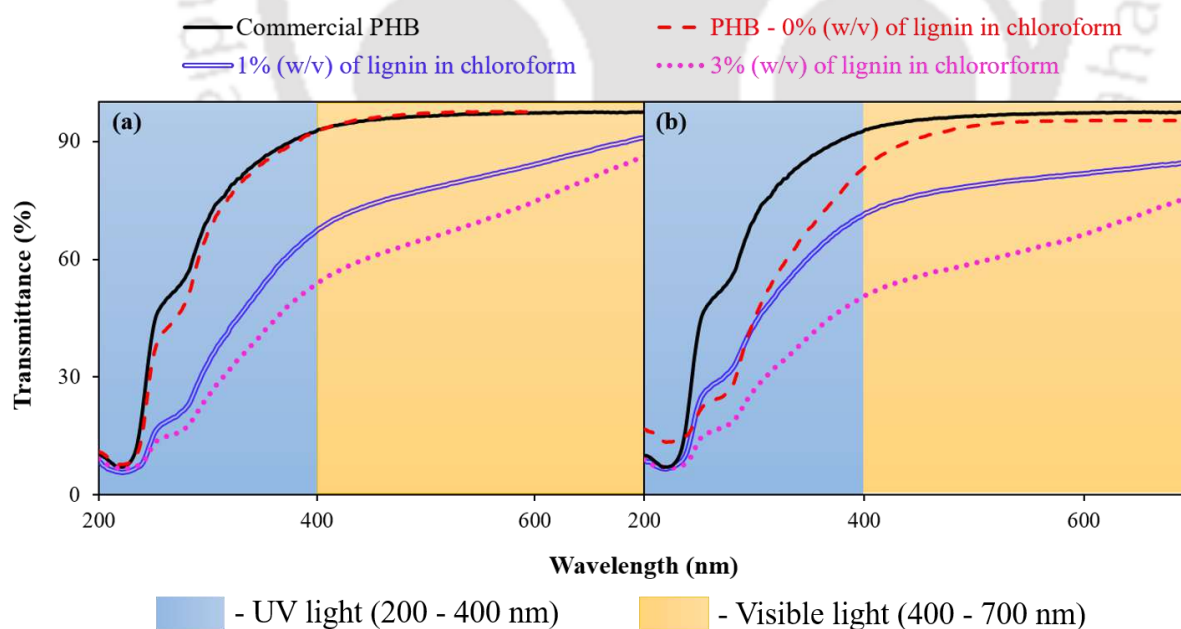 Commercial PHB
PHB - 0% (w/v) of lignin in chloroform
1% (w/v) of lignin in chloroform
3% (w/v) of lignin in chlororform
(a)
(b)
Transmittance (%)
90
60
30
0
200
400
600
200
400
600
Wavelength (nm)
- UV light (200 - 400 nm)
- Visible light (400 - 700 nm)